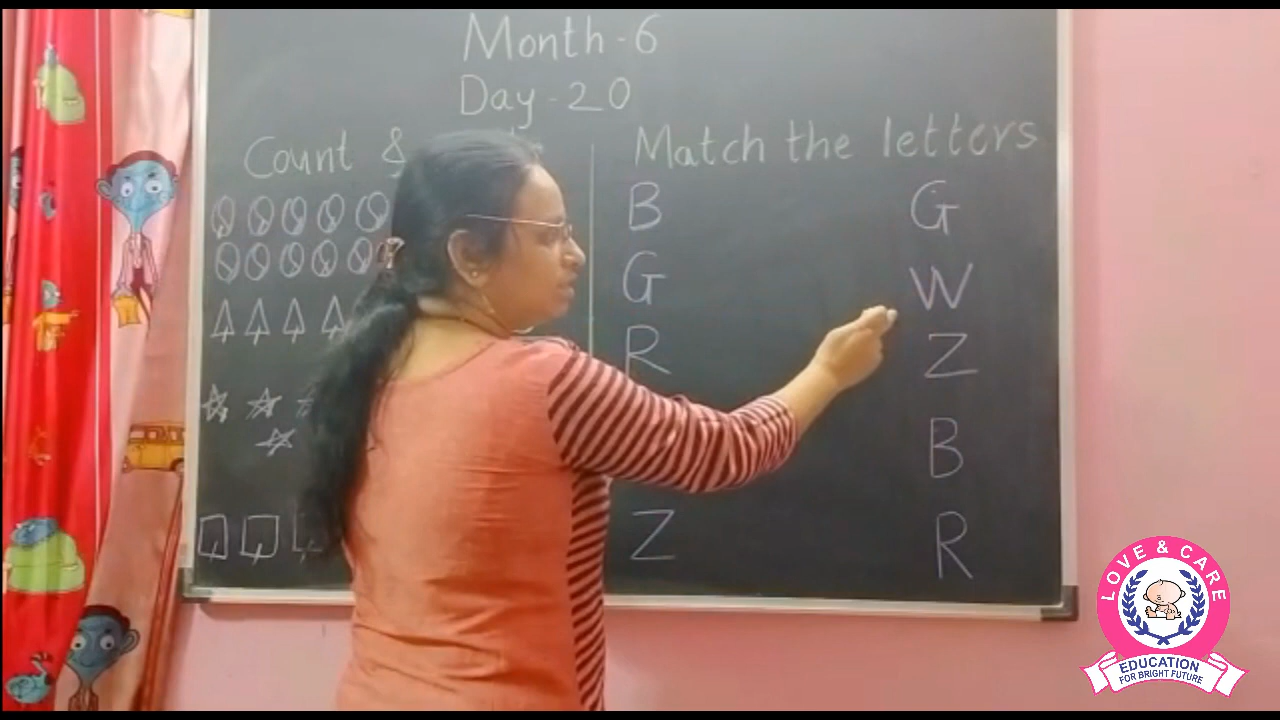 Month - 6
Day - 20
Count &
Match the letters
B G
G W
R Z
B
Z R
LOVE & CARE
EDUCATION
FOR BRIGHT FUTURE